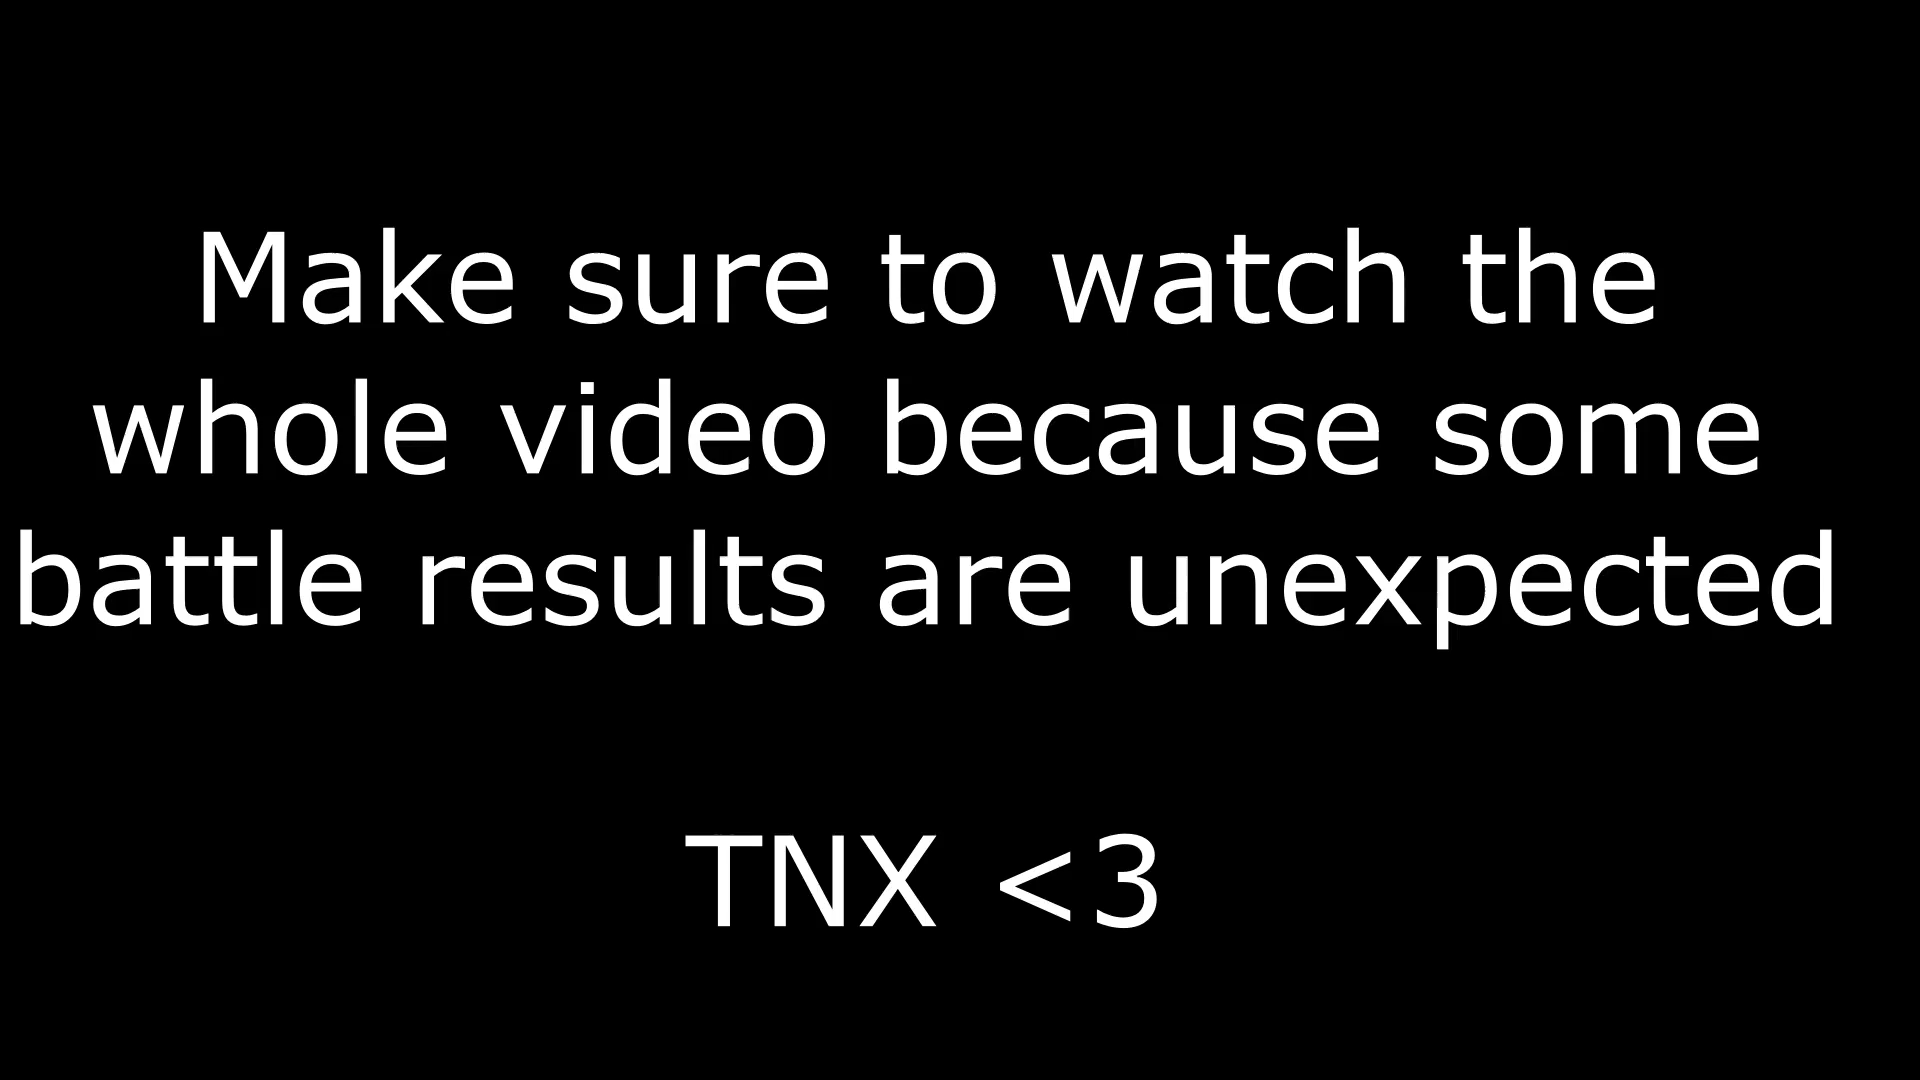 Make sure to watch the
whole video because some
battle results are unexpected
TNX <3